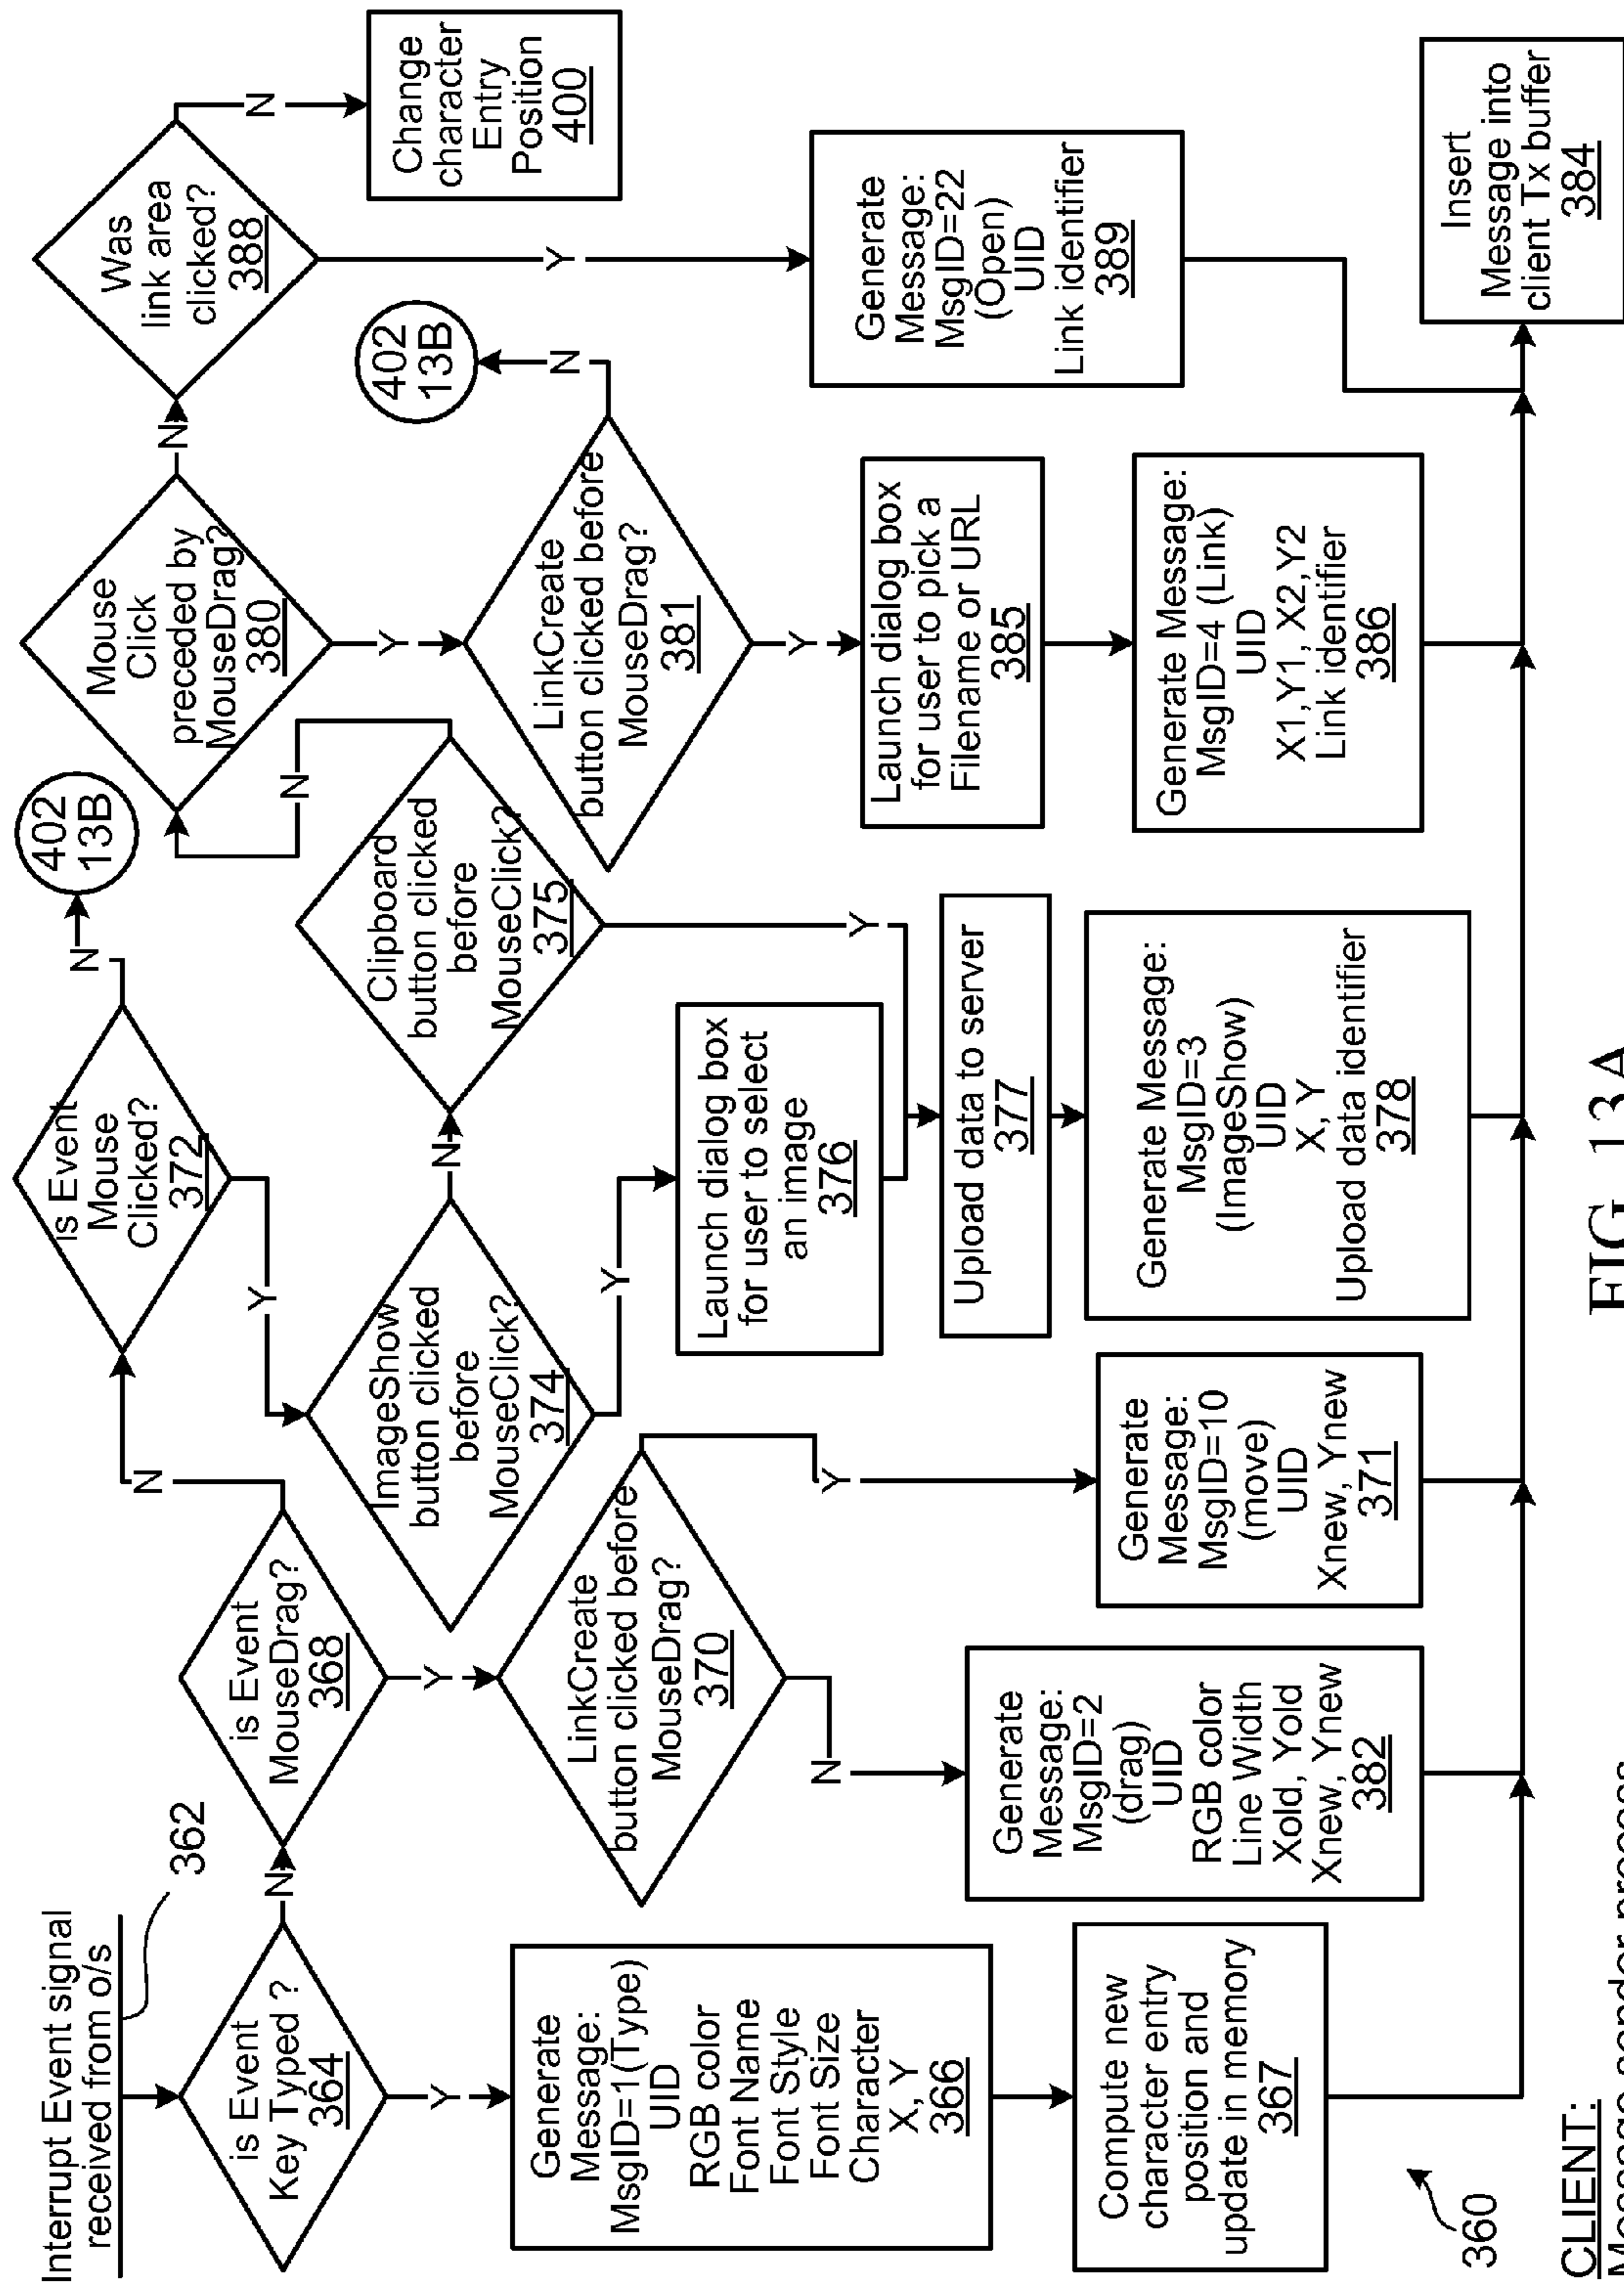 Interrupt Event signal
received from o/s
362
is Event
Key Typed ?
364
N
Y
Generate
Message:
MsgID=1(Type)
UID
RGB color
Font Name
Font Style
Font Size
Character
X, Y
366
Compute new
character entry
position and
update in memory
367
is Event
MouseDrag?
368
N
Y
LinkCreate
button clicked before
MouseDrag?
370
N
Y
Generate
Message:
MsgID=2
(drag)
UID
RGB color
Line Width
Xold, Yold
Xnew, Ynew
382
Generate
Message:
MsgID=10
(move)
UID
Xnew, Ynew
371
is Event
Mouse
Clicked?
372
N
402
13B
Y
ImageShow
button clicked
before
MouseClick?
374
N
Y
Clipboard
button clicked
before
MouseClick?
375
N
Y
Launch dialog box
for user to select
an image
376
Upload data to server
377
Generate Message:
MsgID=3
(ImageShow)
UID
X, Y
Upload data identifier
378
Mouse
Click
preceded by
MouseDrag?
380
N
Y
LinkCreate
button clicked before
MouseDrag?
381
N
402
13B
Y
Launch dialog box
for user to pick a
Filename or URL
385
Generate Message:
MsgID=4 (Link)
UID
X1,Y1, X2,Y2
Link identifier
386
Was
link area
clicked?
388
N
Y
Change
character
Entry
Position
400
Generate
Message:
MsgID=22
(Open)
UID
Link identifier
389
Insert
Message into
client Tx buffer
384
360
CLIENT:
Message sender process
FIG. 13A